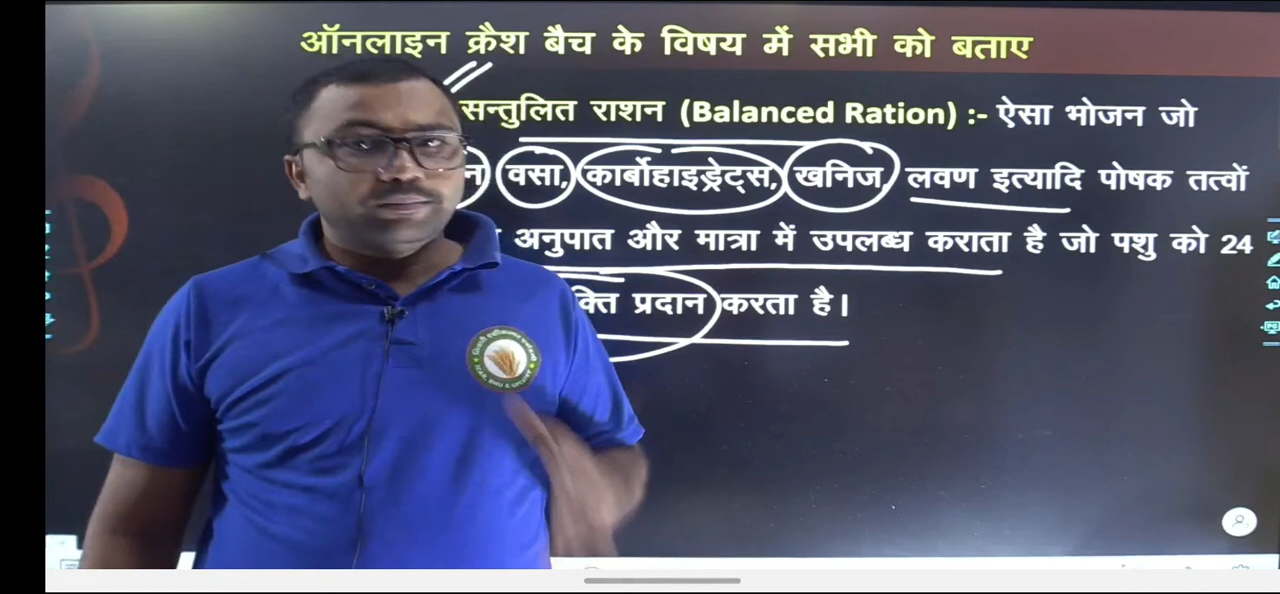 ऑनलाइन क्रैश बैच के विषय में सभी को बताए
सन्तुलित राशन (Balanced Ration) :- ऐसा भोजन जो
वसा, कार्बोहाइड्रेट्स, खनिज, लवण इत्यादि पोषक तत्वों
अनुपात और मात्रा में उपलब्ध कराता है जो पशु को 24
प्रदान करता है।